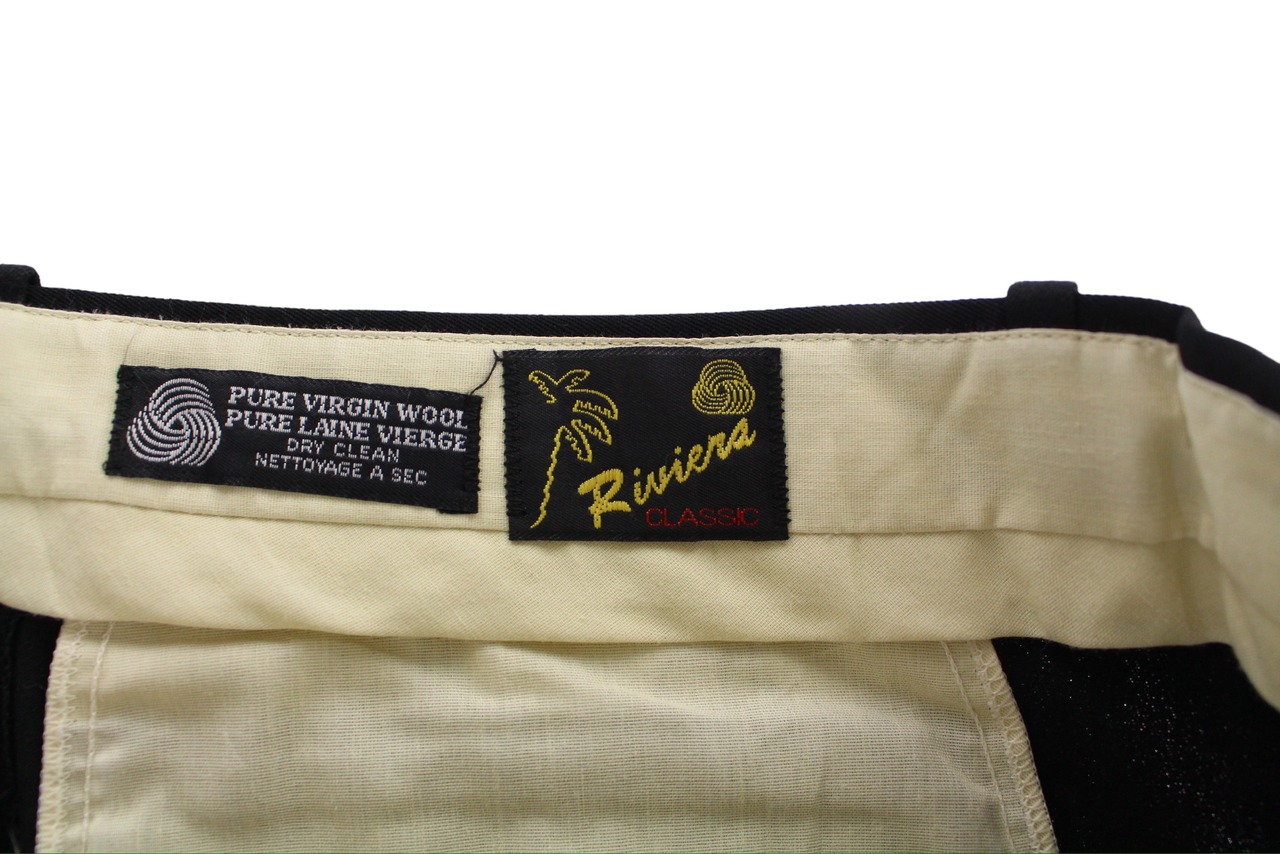 PURE VIRGIN WOOL
PURE LAINE VIERGE
DRY CLEAN
NETTOYAGE A SEC
Riviera
CLASSIC